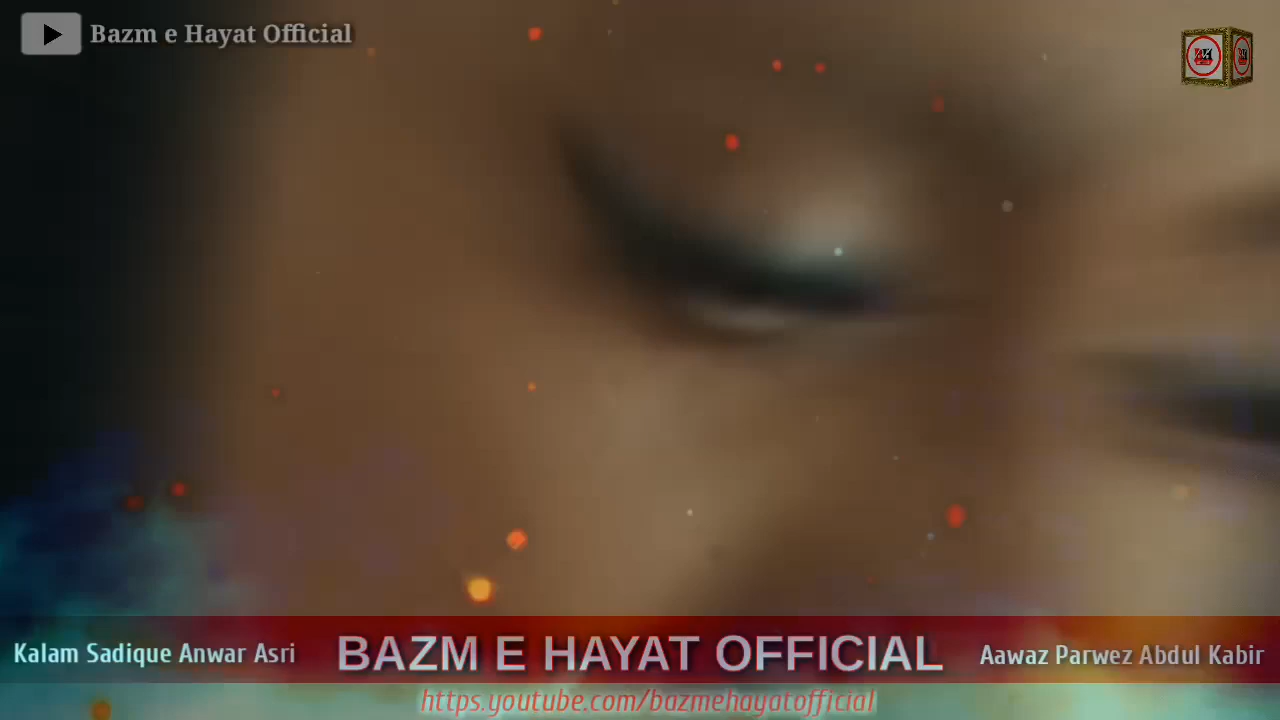 Bazm e Hayat Official
Kalam Sadique Anwar Asri
BAZM E HAYAT OFFICIAL
Aawaz Parwez Abdul Kabir
https.youtube.com/bazmehayatofficial